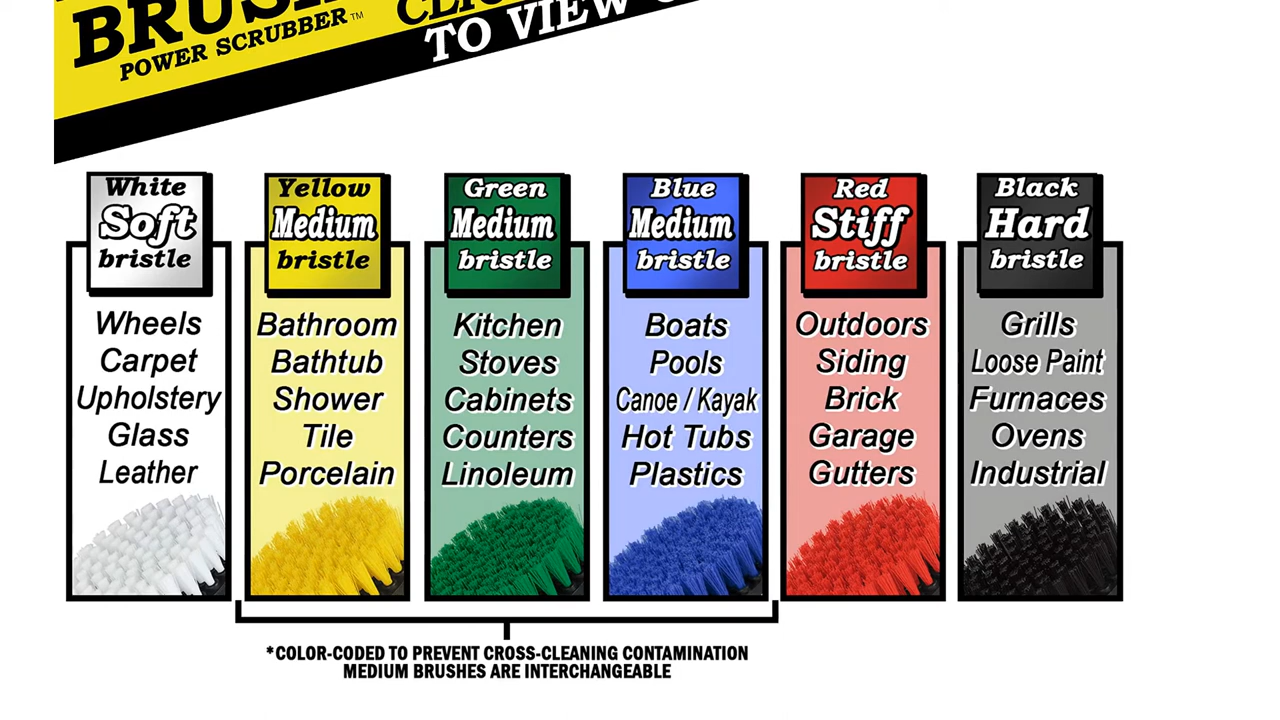 BRUSH
POWER SCRUBBER™
TO VIEW
White
Soft
bristle
Wheels
Carpet
Upholstery
Glass
Leather
Yellow
Medium
bristle
Bathroom
Bathtub
Shower
Tile
Porcelain
Green
Medium
bristle
Kitchen
Stoves
Cabinets
Counters
Linoleum
Blue
Medium
bristle
Boats
Pools
Canoe / Kayak
Hot Tubs
Plastics
Red
Stiff
bristle
Outdoors
Siding
Brick
Garage
Gutters
Black
Hard
bristle
Grills
Loose Paint
Furnaces
Ovens
Industrial
*COLOR-CODED TO PREVENT CROSS-CLEANING CONTAMINATION
MEDIUM BRUSHES ARE INTERCHANGEABLE